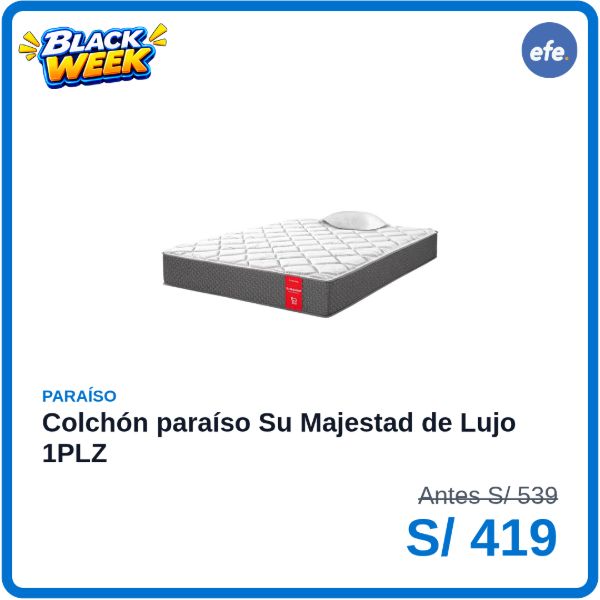 BLACK
WEEK
efe.
PARAÍSO
Colchón paraíso Su Majestad de Lujo
1PLZ
Antes S/ 539
S/ 419